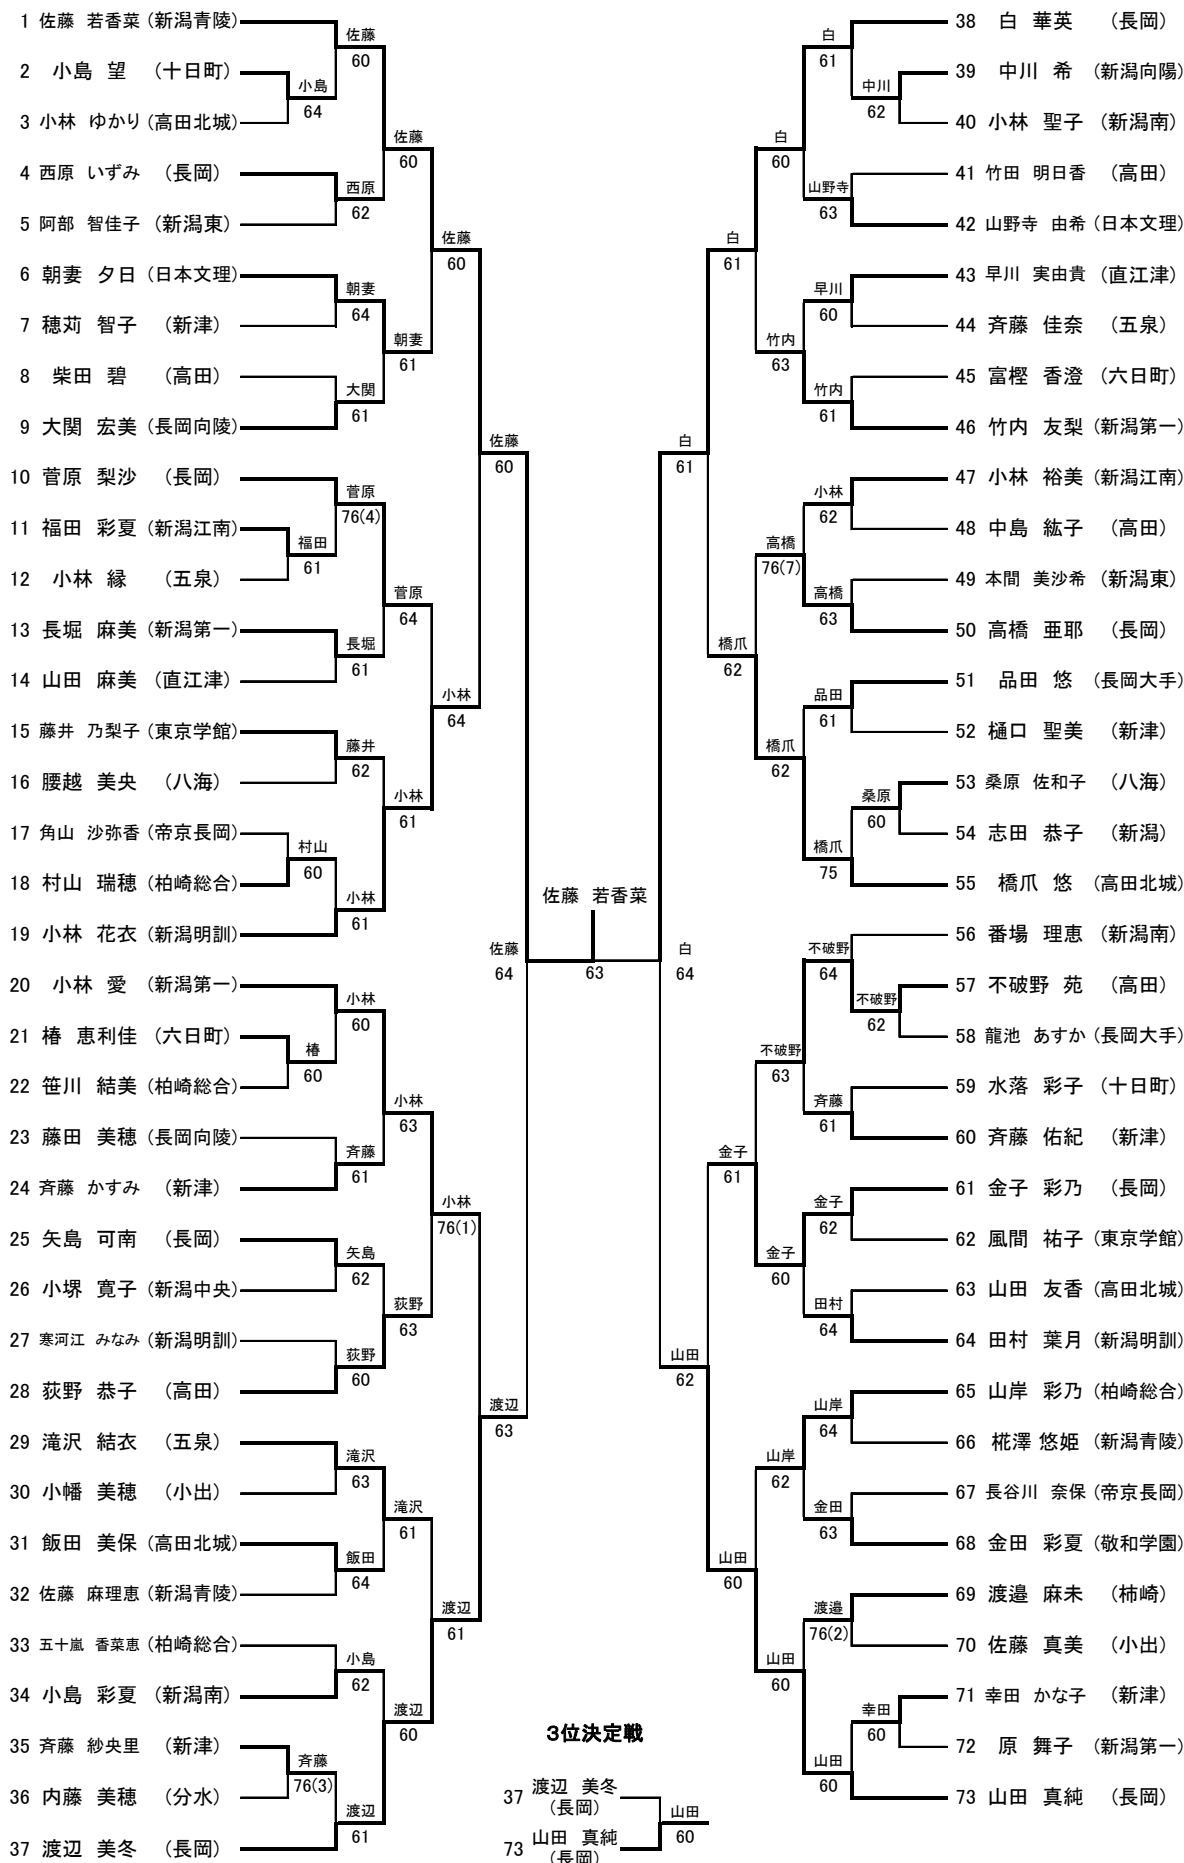 1 佐藤 若香菜 (新潟青陵)
2 小島 望 (十日町)
3 小林 ゆかり (高田北城)
4 西原 いずみ (長岡)
5 阿部 智佳子 (新潟東)
6 朝妻 夕日 (日本文理)
7 穂苅 智子 (新津)
8 柴田 碧 (高田)
9 大関 宏美 (長岡向陵)
10 菅原 梨沙 (長岡)
11 福田 彩夏 (新潟江南)
12 小林 縁 (五泉)
13 長堀 麻美 (新潟第一)
14 山田 麻美 (直江津)
15 藤井 乃梨子 (東京学館)
16 腰越 美央 (八海)
17 角山 沙弥香 (帝京長岡)
18 村山 瑞穂 (柏崎総合)
19 小林 花衣 (新潟明訓)
20 小林 愛 (新潟第一)
21 椿 恵利佳 (六日町)
22 笹川 結美 (柏崎総合)
23 藤田 美穂 (長岡向陵)
24 斉藤 かすみ (新津)
25 矢島 可南 (長岡)
26 小堺 寛子 (新潟中央)
27 寒河江 みなみ (新潟明訓)
28 荻野 恭子 (高田)
29 滝沢 結衣 (五泉)
30 小幡 美穂 (小出)
31 飯田 美保 (高田北城)
32 佐藤 麻理恵 (新潟青陵)
33 五十嵐 香菜恵 (柏崎総合)
34 小島 彩夏 (新潟南)
35 斉藤 紗央里 (新津)
36 内藤 美穂 (分水)
37 渡辺 美冬 (長岡)
小島
64
福田
61
村山
60
椿
60
斉藤
76(3)
佐藤
60
西原
62
朝妻
64
大関
61
菅原
76(4)
長堀
61
藤井
62
小林
61
小林
60
斉藤
61
矢島
62
荻野
60
滝沢
63
飯田
64
小島
62
渡辺
61
佐藤
60
朝妻
61
菅原
64
小林
61
小林
63
荻野
63
滝沢
61
渡辺
60
佐藤
60
小林
64
小林
76(1)
渡辺
61
佐藤
60
渡辺
63
佐藤
64
佐藤 若香菜
63
白
64
白
61
山田
62
白
61
橋爪
62
金子
61
山田
60
白
60
竹内
63
高橋
76(7)
橋爪
62
不破野
63
金子
60
山岸
62
山田
60
白
61
山野寺
63
早川
60
竹内
61
小林
62
高橋
63
品田
61
橋爪
75
不破野
64
斉藤
61
金子
62
田村
64
山岸
64
金田
63
渡邉
76(2)
山田
60
中川
62
桑原
60
不破野
62
幸田
60
38 白 華英 (長岡)
39 中川 希 (新潟向陽)
40 小林 聖子 (新潟南)
41 竹田 明日香 (高田)
42 山野寺 由希 (日本文理)
43 早川 実由貴 (直江津)
44 斉藤 佳奈 (五泉)
45 富樫 香澄 (六日町)
46 竹内 友梨 (新潟第一)
47 小林 裕美 (新潟江南)
48 中島 紘子 (高田)
49 本間 美沙希 (新潟東)
50 高橋 亜耶 (長岡)
51 品田 悠 (長岡大手)
52 樋口 聖美 (新津)
53 桑原 佐和子 (八海)
54 志田 恭子 (新潟)
55 橋爪 悠 (高田北城)
56 番場 理恵 (新潟南)
57 不破野 苑 (高田)
58 龍池 あすか (長岡大手)
59 水落 彩子 (十日町)
60 斉藤 佑紀 (新津)
61 金子 彩乃 (長岡)
62 風間 祐子 (東京学館)
63 山田 友香 (高田北城)
64 田村 葉月 (新潟明訓)
65 山岸 彩乃 (柏崎総合)
66 椛澤 悠姫 (新潟青陵)
67 長谷川 奈保 (帝京長岡)
68 金田 彩夏 (敬和学園)
69 渡邉 麻未 (柿崎)
70 佐藤 真美 (小出)
71 幸田 かな子 (新津)
72 原 舞子 (新潟第一)
73 山田 真純 (長岡)
3位決定戦
37 渡辺 美冬
(長岡)
73 山田 真純
(長岡)
山田
60